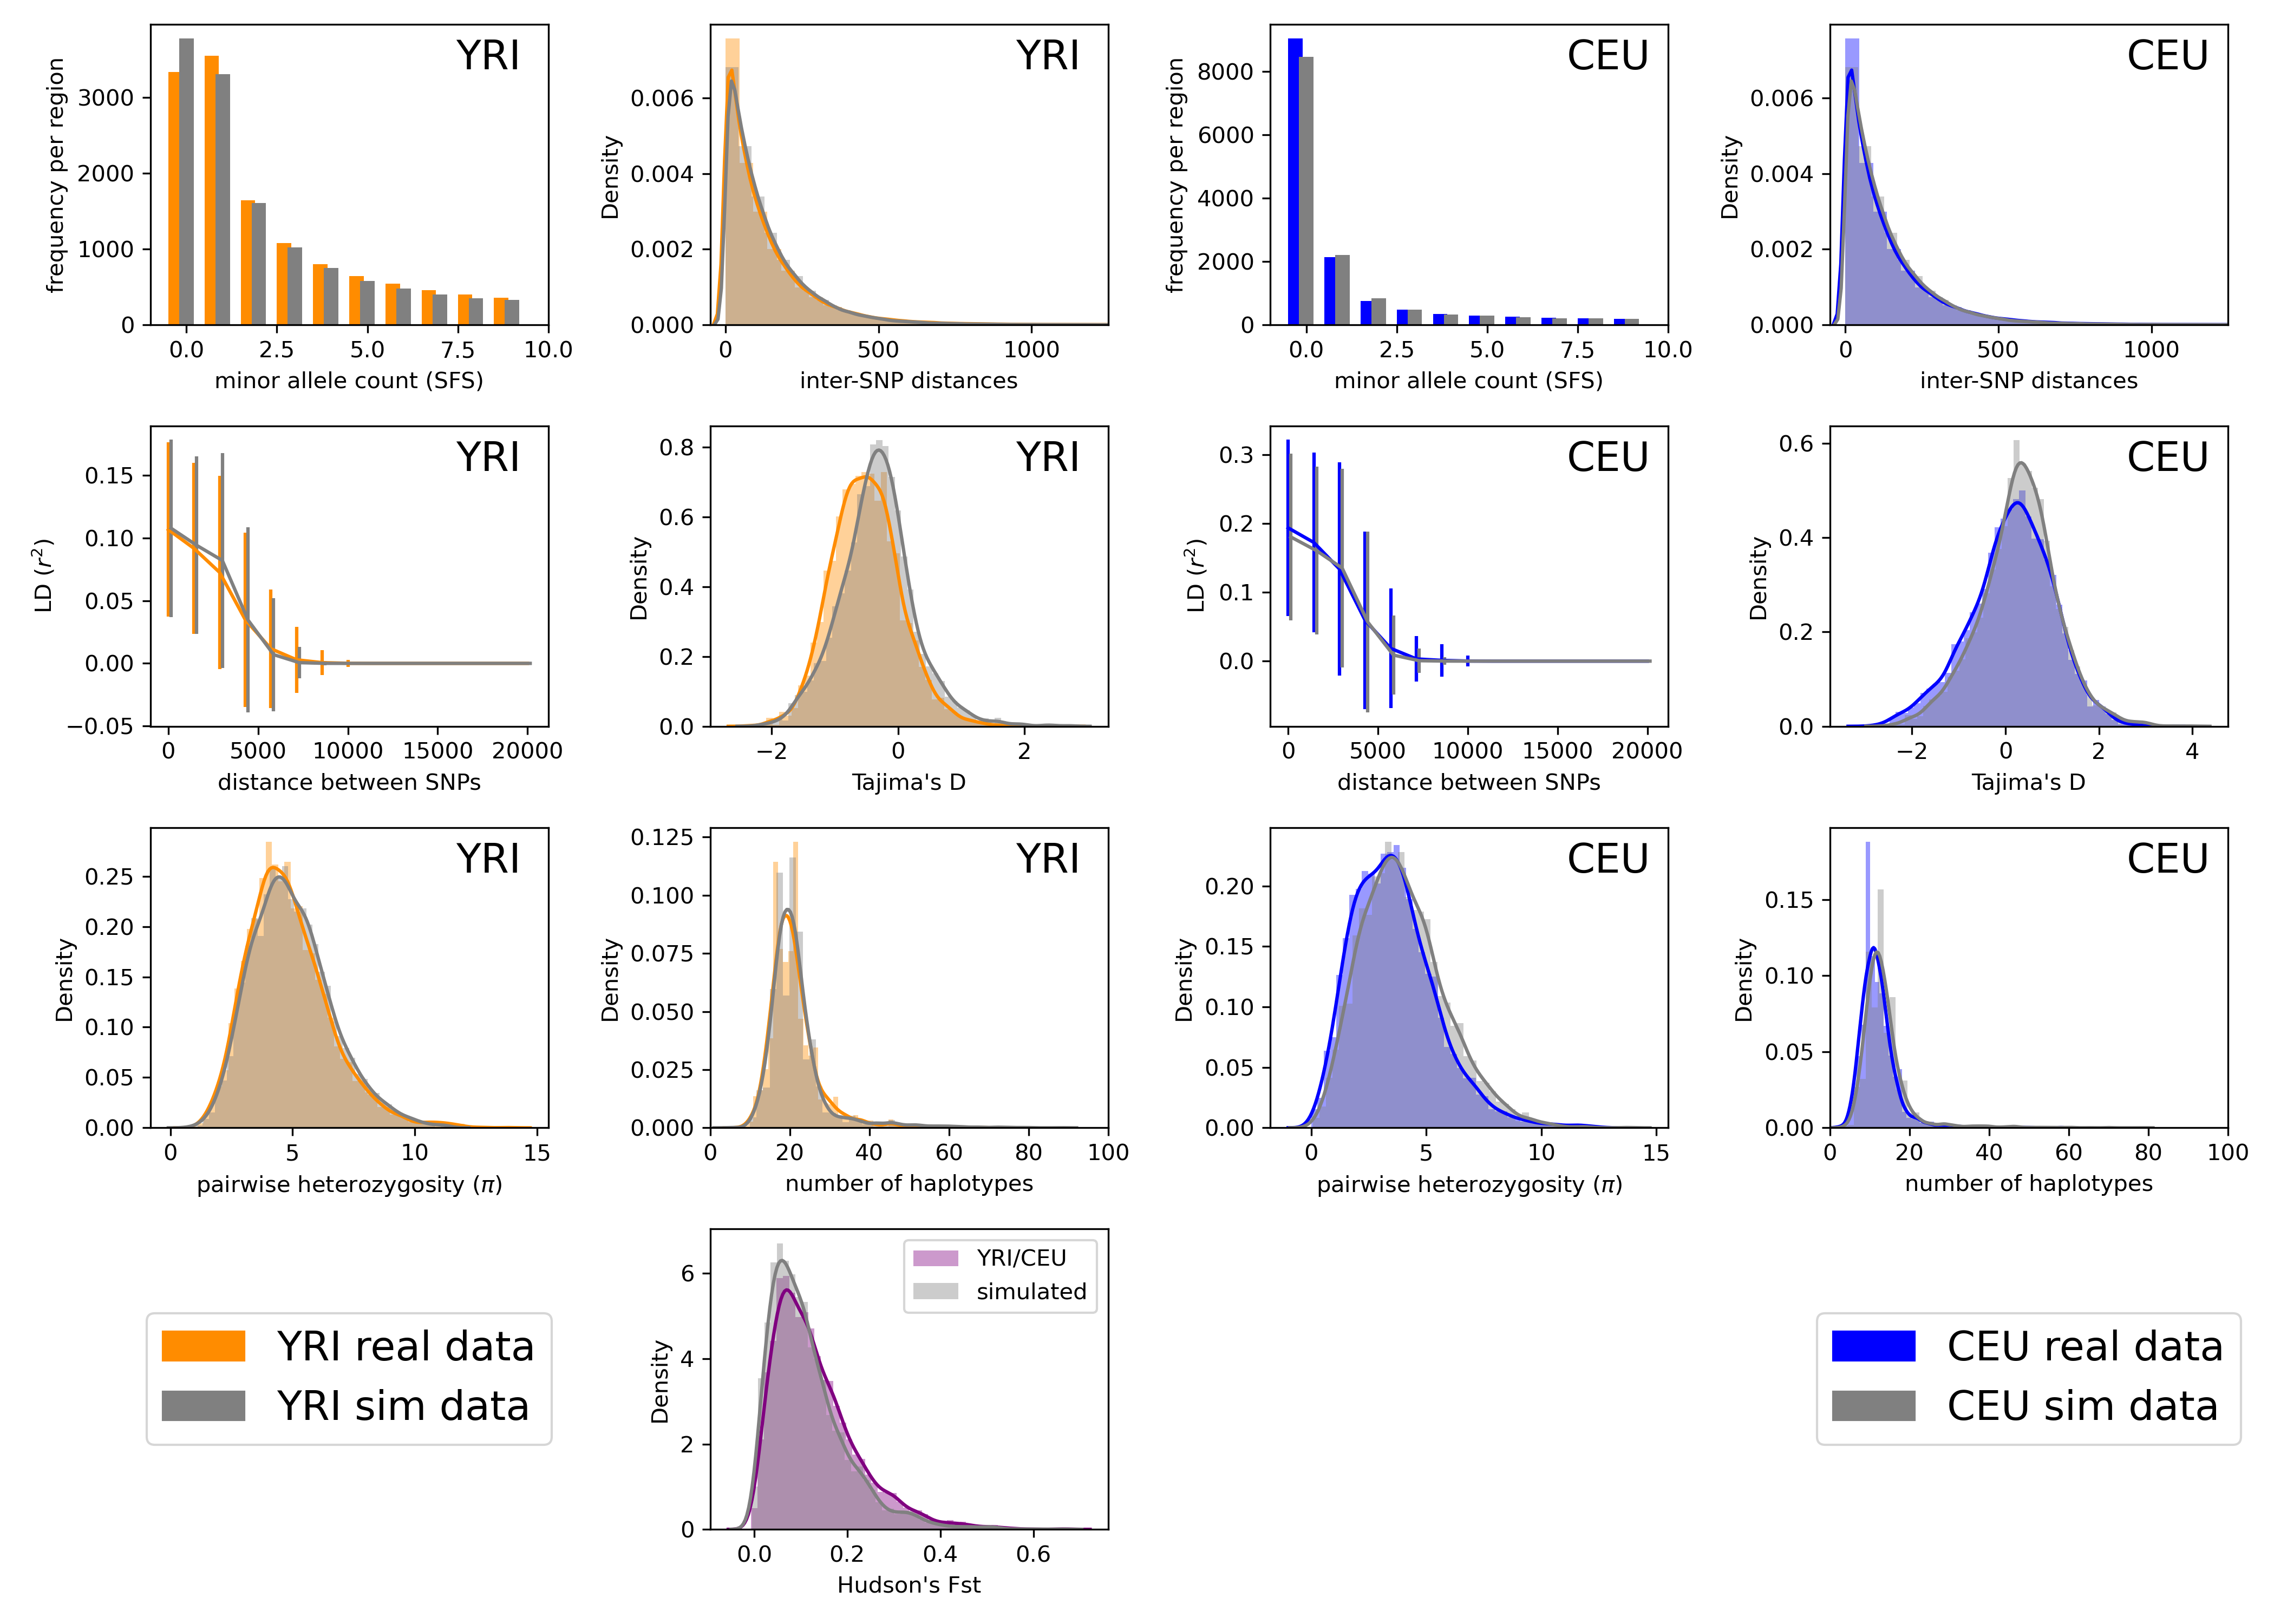 YRI
frequency per region
3000
2000
1000
0
0.0 2.5 5.0 7.5 10.0
minor allele count (SFS)
YRI
Density
0.006
0.004
0.002
0.000
0 500 1000
inter-SNP distances
CEU
frequency per region
8000
6000
4000
2000
0
0.0 2.5 5.0 7.5 10.0
minor allele count (SFS)
CEU
Density
0.006
0.004
0.002
0.000
0 500 1000
inter-SNP distances
YRI
LD (r²)
0.15
0.10
0.05
0.00
−0.05
0 5000 10000 15000 20000
distance between SNPs
YRI
Density
0.8
0.6
0.4
0.2
0.0
−2 0 2
Tajima's D
CEU
LD (r²)
0.3
0.2
0.1
0.0
0 5000 10000 15000 20000
distance between SNPs
CEU
Density
0.6
0.4
0.2
0.0
−2 0 2 4
Tajima's D
YRI
Density
0.25
0.20
0.15
0.10
0.05
0.00
0 5 10 15
pairwise heterozygosity (π)
YRI
Density
0.125
0.100
0.075
0.050
0.025
0.000
0 20 40 60 80 100
number of haplotypes
CEU
Density
0.20
0.15
0.10
0.05
0.00
0 5 10 15
pairwise heterozygosity (π)
CEU
Density
0.15
0.10
0.05
0.00
0 20 40 60 80 100
number of haplotypes
YRI real data
YRI sim data
YRI/CEU
simulated
Density
6
4
2
0
0.0 0.2 0.4 0.6
Hudson's Fst
CEU real data
CEU sim data